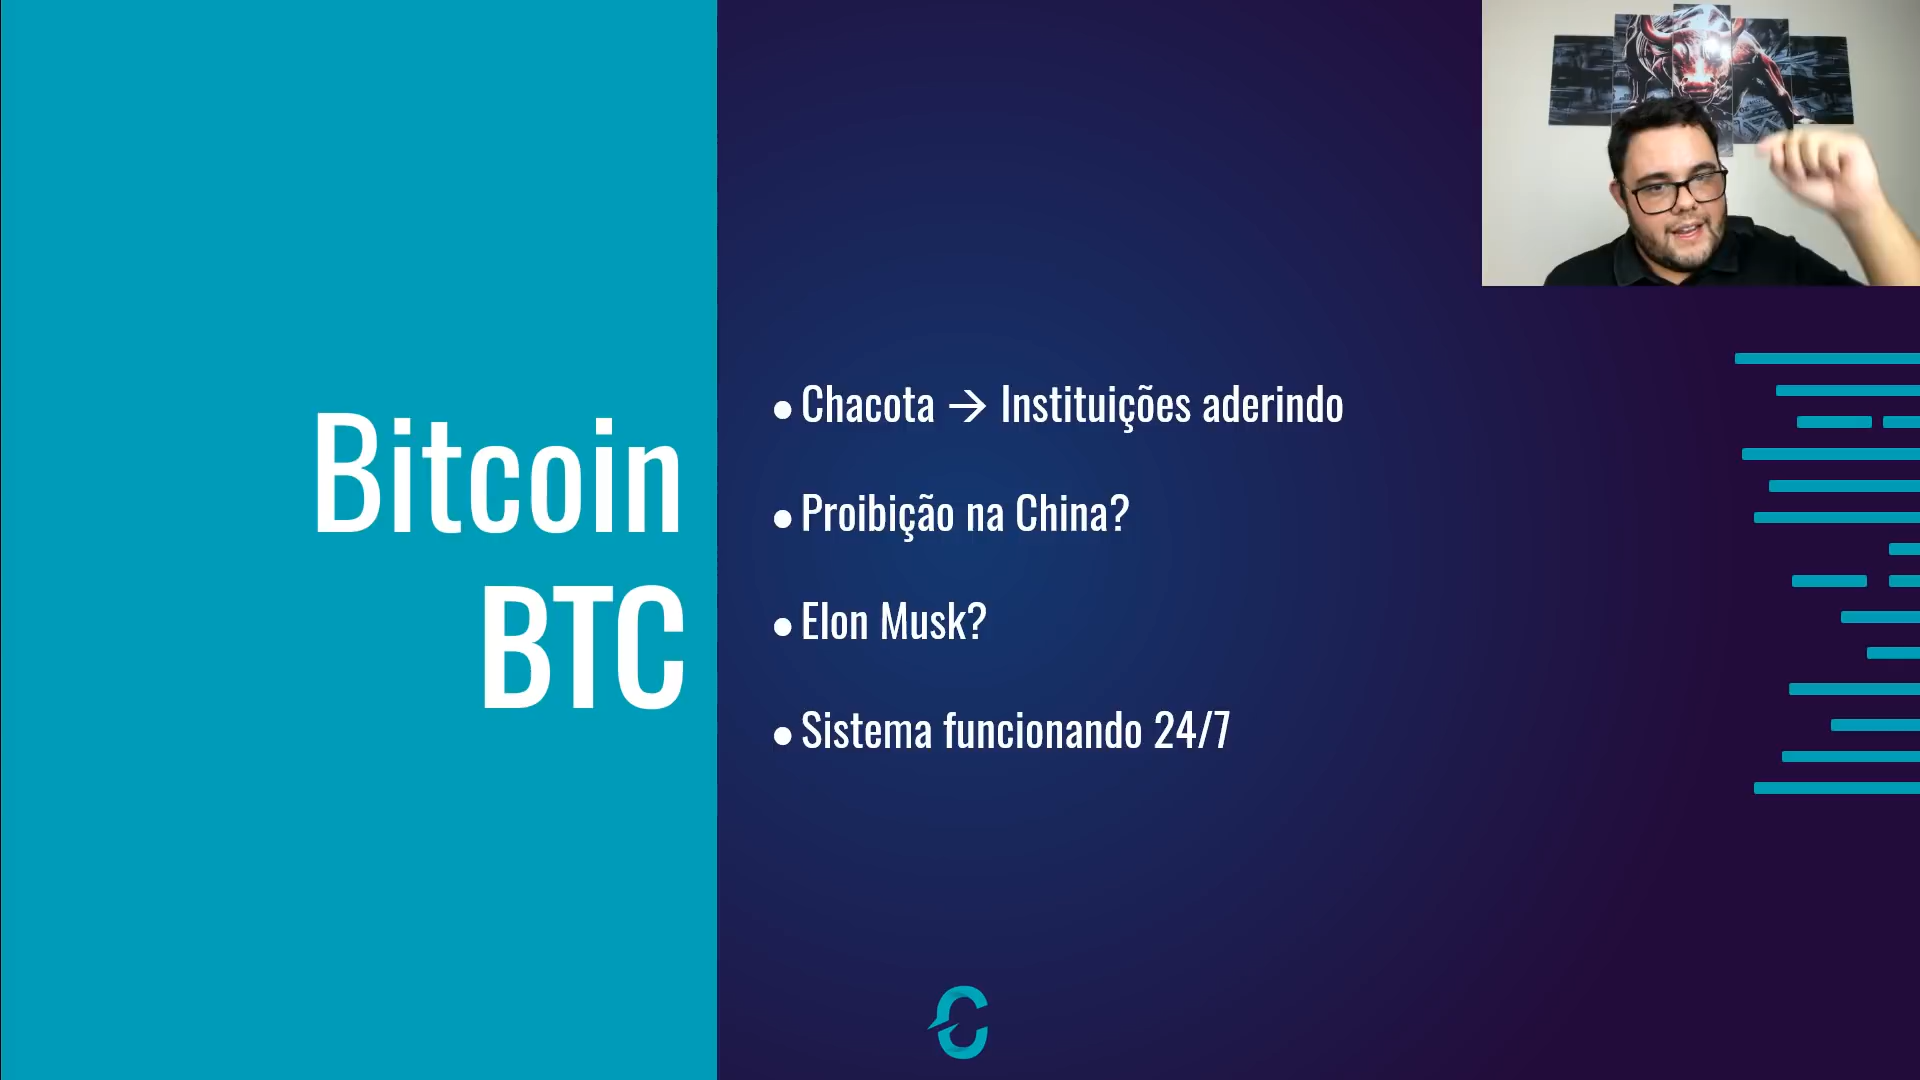 Bitcoin
BTC
• Chacota → Instituições aderindo
• Proibição na China?
• Elon Musk?
• Sistema funcionando 24/7